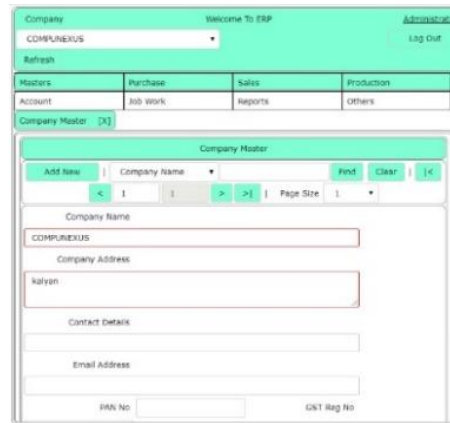 Company Welcome To ERP Administrat
COMPUNEXUS Log Out
Refresh
Masters Purchase Sales Production
Account Job Work Reports Others
Company Master [X]
Company Master
Add New | Company Name Find Clear | |<
< 1 1 > >| | Page Size 1
Company Name
COMPUNEXUS
Company Address
kalyan
Contact Details
Email Address
PAN No GST Reg No